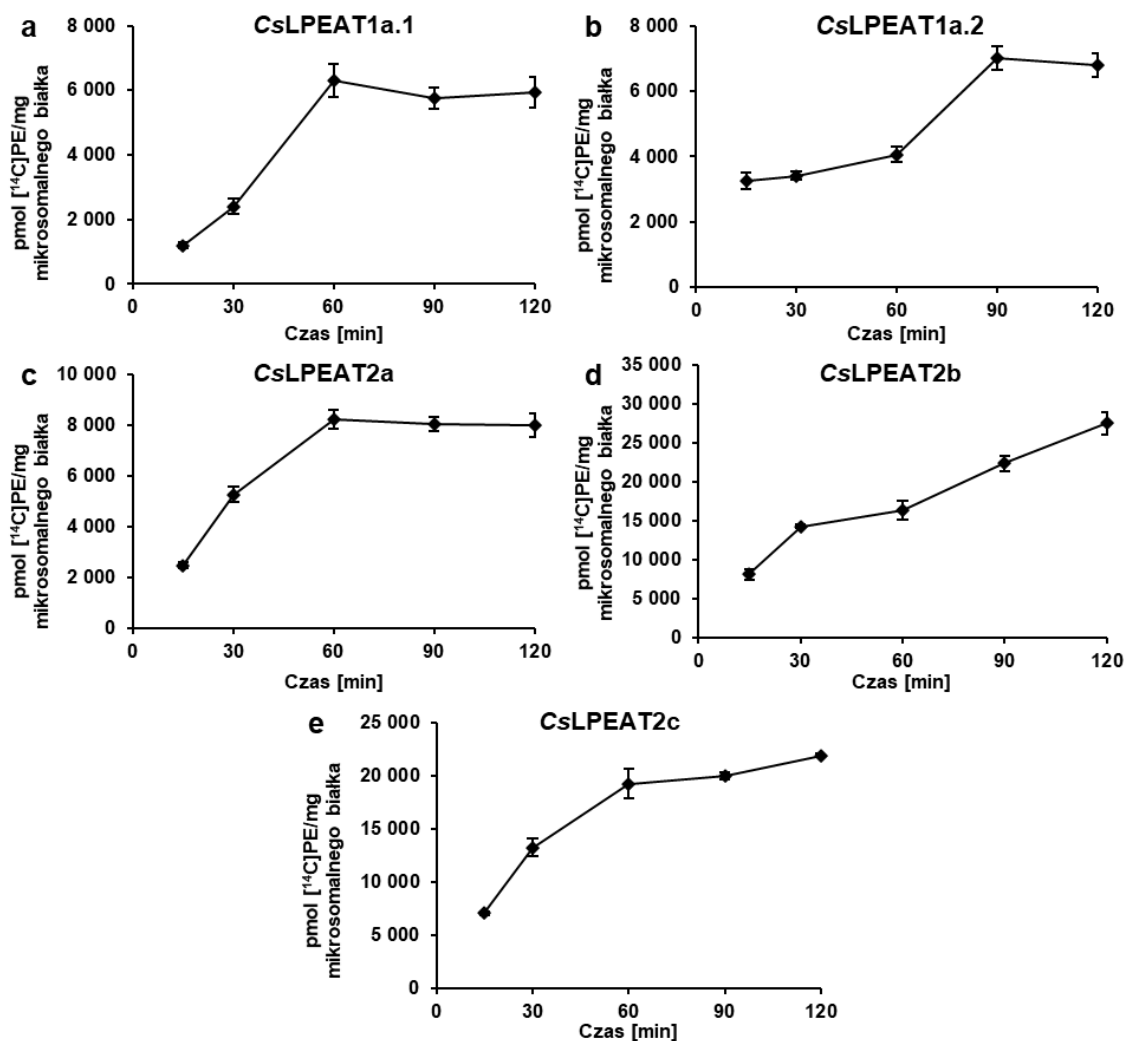 a
CsLPEAT1a.1
8 000
6 000
4 000
2 000
0
pmol [¹⁴C]PE/mg
mikrosomalnego białka
0 30 60 90 120
Czas [min]
b
CsLPEAT1a.2
8 000
6 000
4 000
2 000
0
pmol [¹⁴C]PE/mg
mikrosomalnego białka
0 30 60 90 120
Czas [min]
c
CsLPEAT2a
10 000
8 000
6 000
4 000
2 000
0
pmol [¹⁴C]PE/mg
mikrosomalnego białka
0 30 60 90 120
Czas [min]
d
CsLPEAT2b
35 000
30 000
25 000
20 000
15 000
10 000
5 000
0
pmol [¹⁴C]PE/mg
mikrosomalnego białka
0 30 60 90 120
Czas [min]
e
CsLPEAT2c
25 000
20 000
15 000
10 000
5 000
0
pmol [¹⁴C]PE/mg
mikrosomalnego białka
0 30 60 90 120
Czas [min]